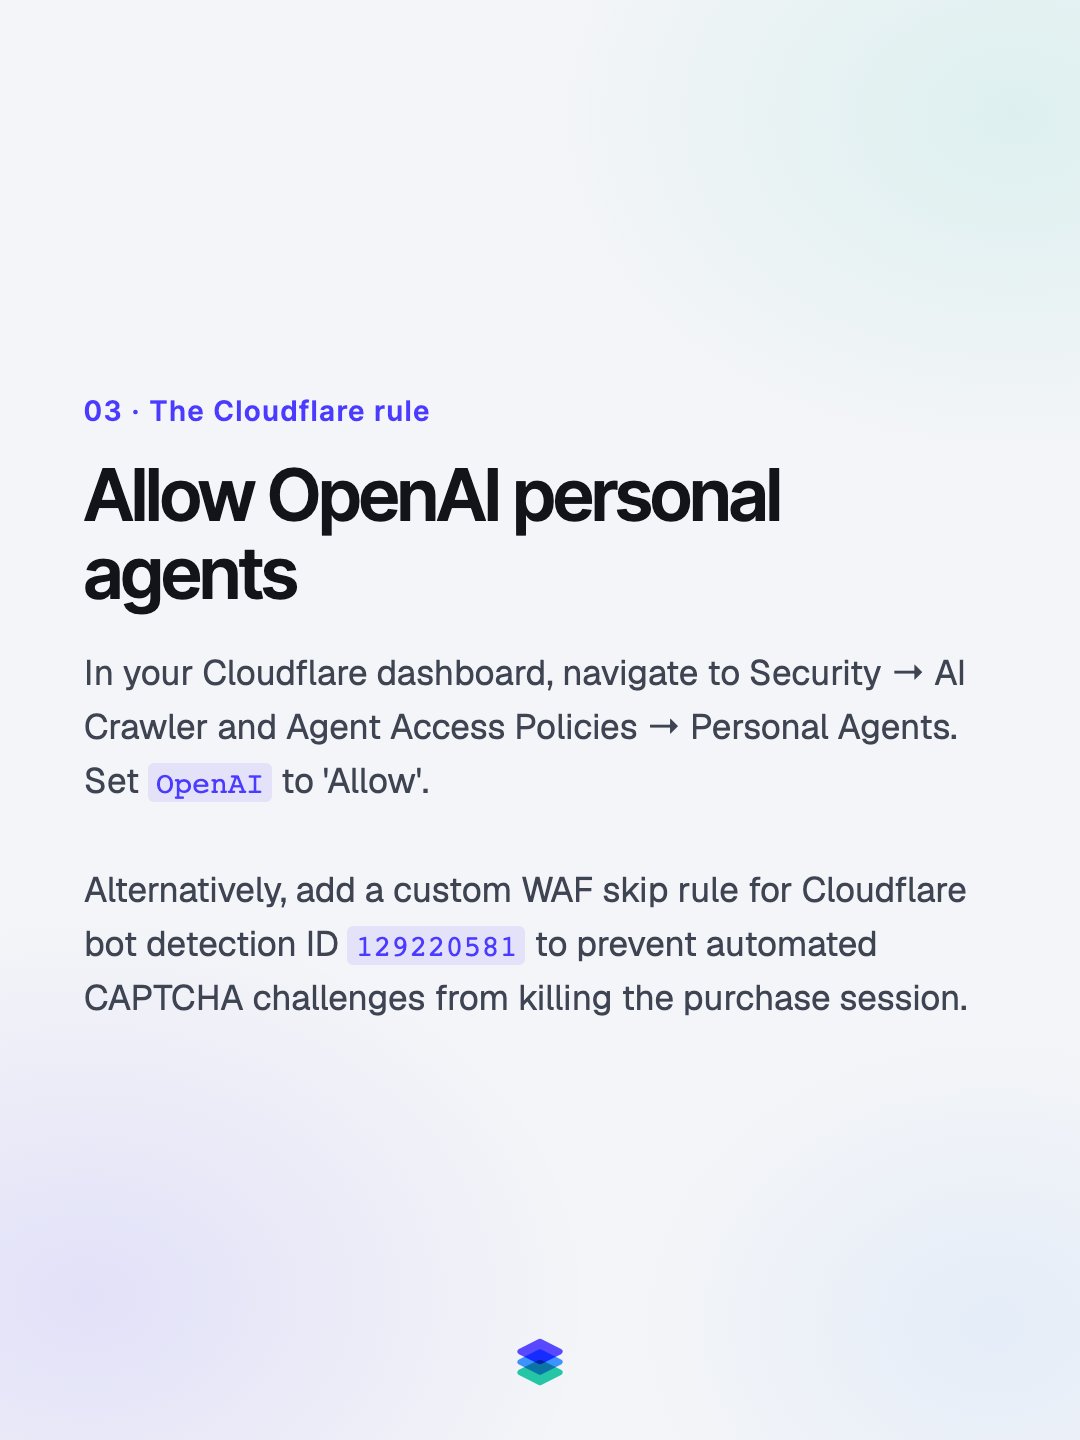 03 · The Cloudflare rule
Allow OpenAI personal
agents
In your Cloudflare dashboard, navigate to Security → AI
Crawler and Agent Access Policies → Personal Agents.
Set OpenAI to 'Allow'.
Alternatively, add a custom WAF skip rule for Cloudflare
bot detection ID 129220581 to prevent automated
CAPTCHA challenges from killing the purchase session.